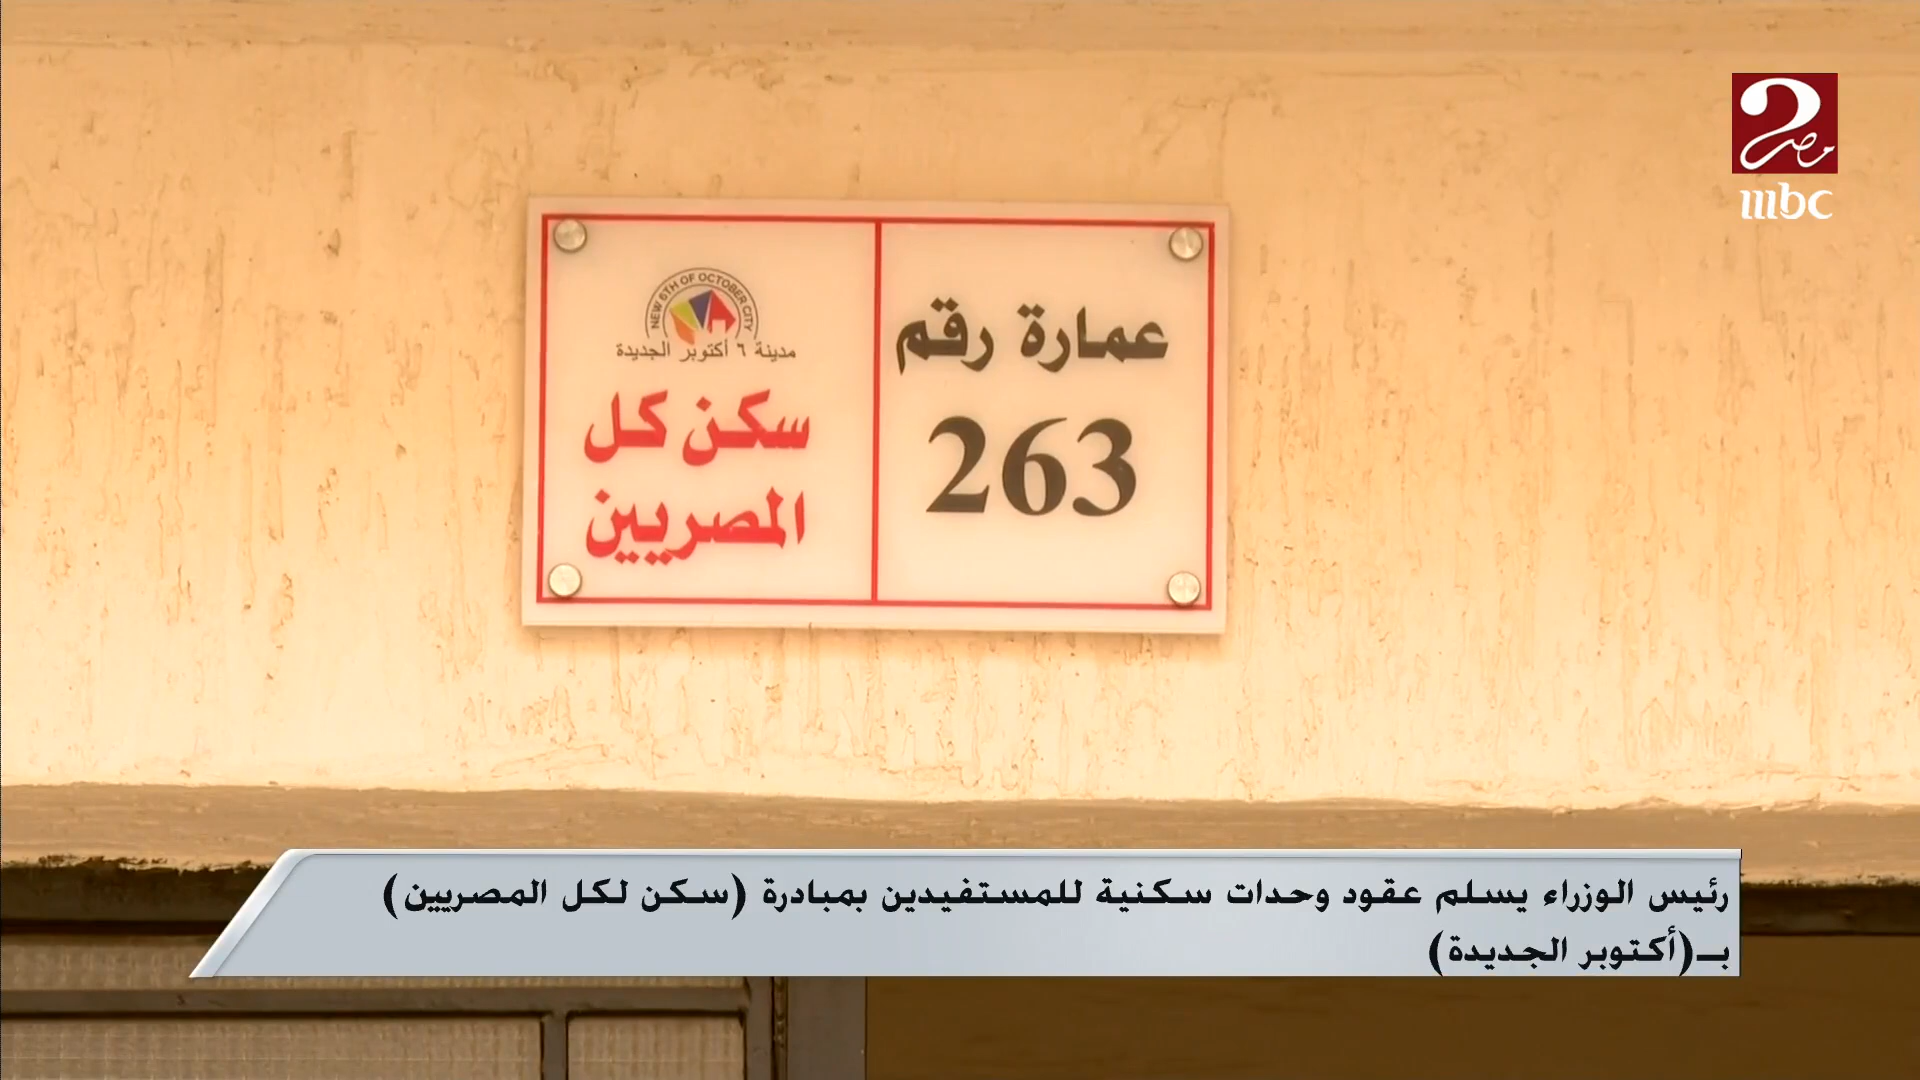 مصر
mbc
عمارة رقم
263
NEW 6TH OF OCTOBER CITY
مدينة ٦ أكتوبر الجديدة
سكن كل
المصريين
رئيس الوزراء يسلم عقود وحدات سكنية للمستفيدين بمبادرة (سكن لكل المصريين)
بـ(أكتوبر الجديدة)